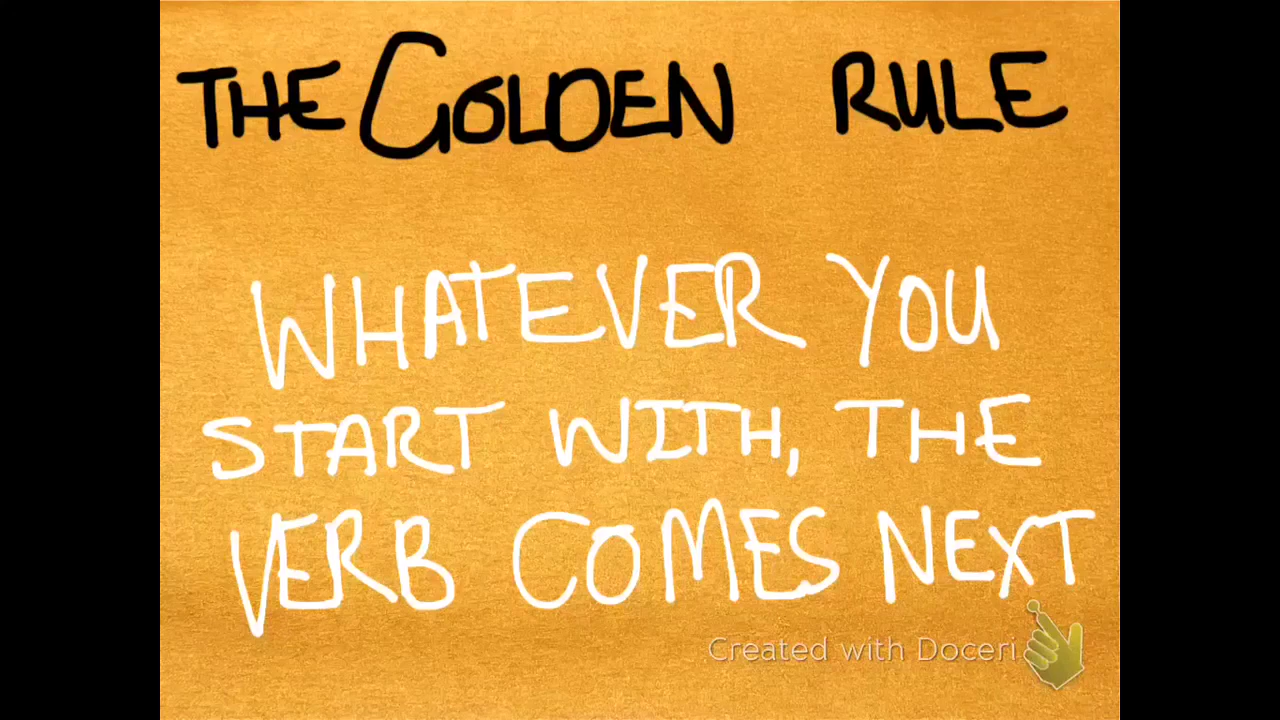 THE GOLDEN RULE
WHATEVER YOU
START WITH, THE
VERB COMES NEXT
Created with Doceri